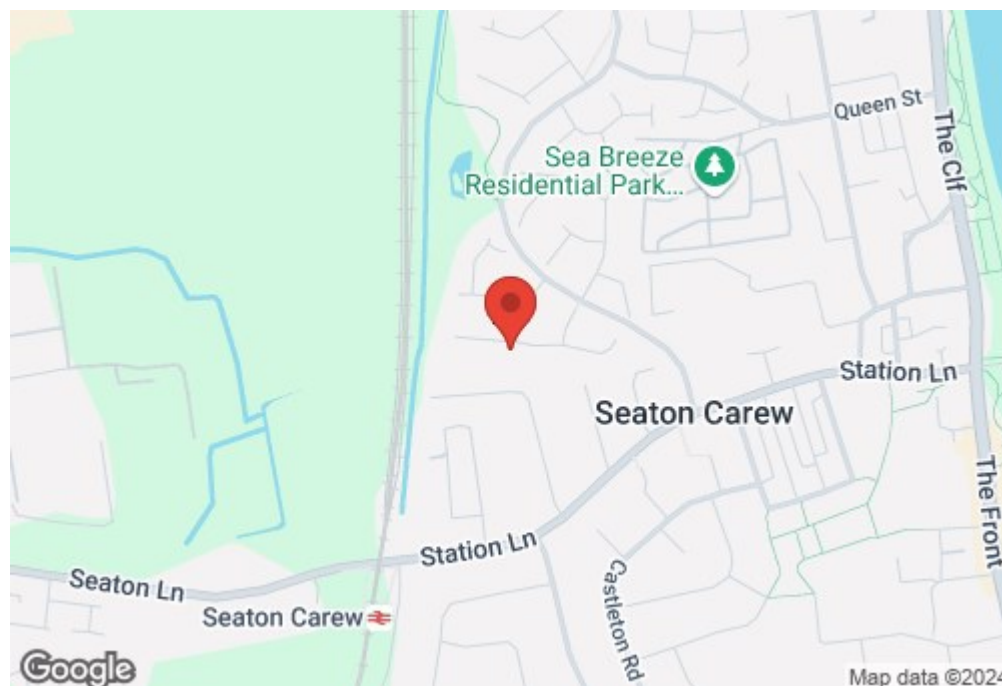 Queen St
The Clf
Sea Breeze
Residential Park...
Station Ln
Seaton Carew
The Front
Station Ln
Seaton Ln
Castleton Rd
Seaton Carew
Google
Map data ©2024